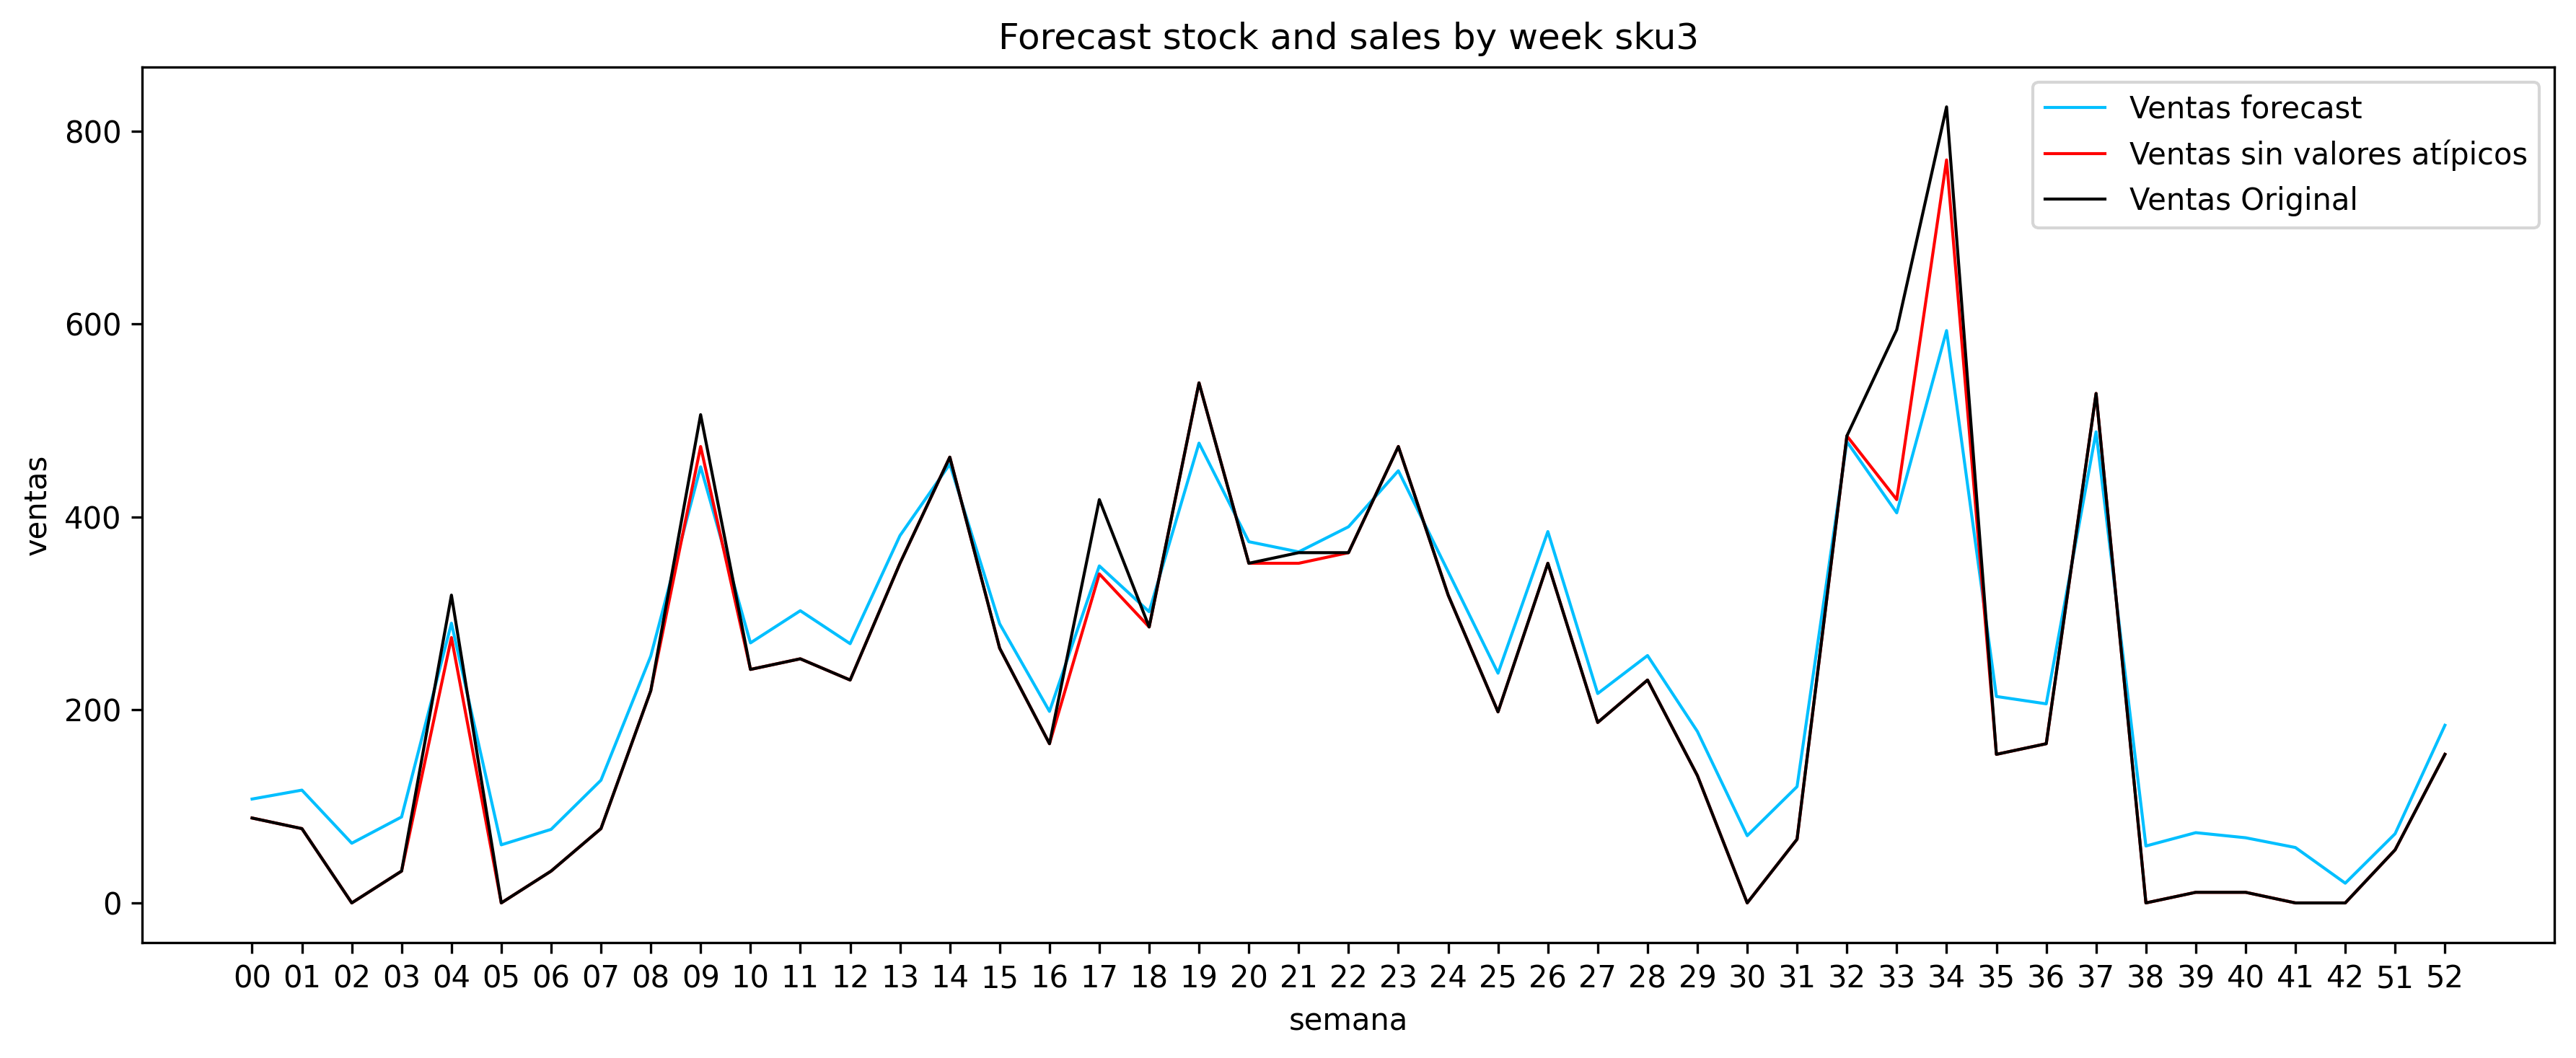 Forecast stock and sales by week sku3
Ventas forecast
Ventas sin valores atípicos
Ventas Original
ventas
800
600
400
200
0
00 01 02 03 04 05 06 07 08 09 10 11 12 13 14 15 16 17 18 19 20 21 22 23 24 25 26 27 28 29 30 31 32 33 34 35 36 37 38 39 40 41 42 51 52
semana